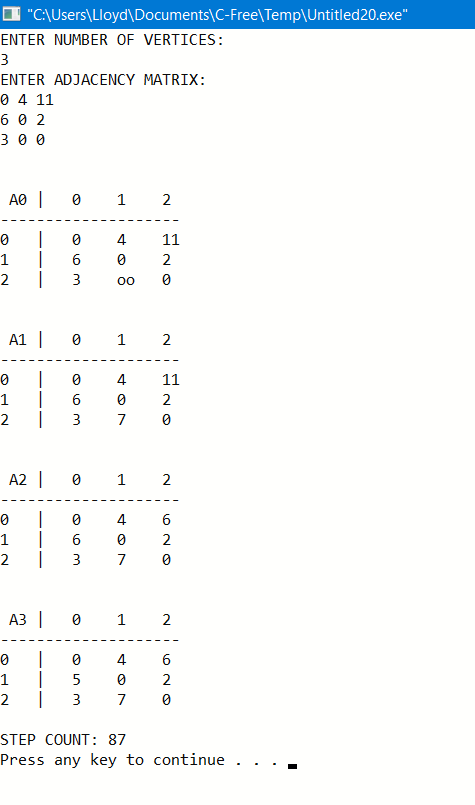 "C:\Users\Lloyd\Documents\C-Free\Temp\Untitled20.exe"
ENTER NUMBER OF VERTICES:
3
ENTER ADJACENCY MATRIX:
0 4 11
6 0 2
3 0 0
A0 |   0    1    2
--------------------
0   |   0    4    11
1   |   6    0    2
2   |   3    oo   0
A1 |   0    1    2
--------------------
0   |   0    4    11
1   |   6    0    2
2   |   3    7    0
A2 |   0    1    2
--------------------
0   |   0    4    6
1   |   6    0    2
2   |   3    7    0
A3 |   0    1    2
--------------------
0   |   0    4    6
1   |   5    0    2
2   |   3    7    0
STEP COUNT: 87
Press any key to continue . . .